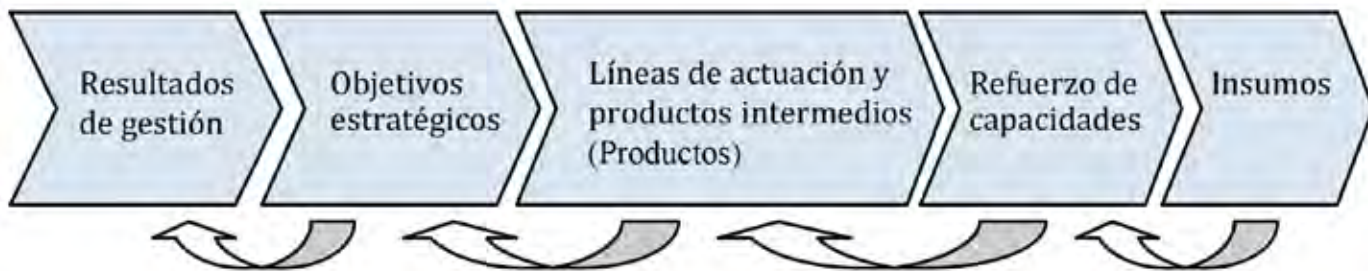 Resultados
de gestión
Objetivos
estratégicos
Líneas de actuación y
productos intermedios
(Productos)
Refuerzo de
capacidades
Insumos